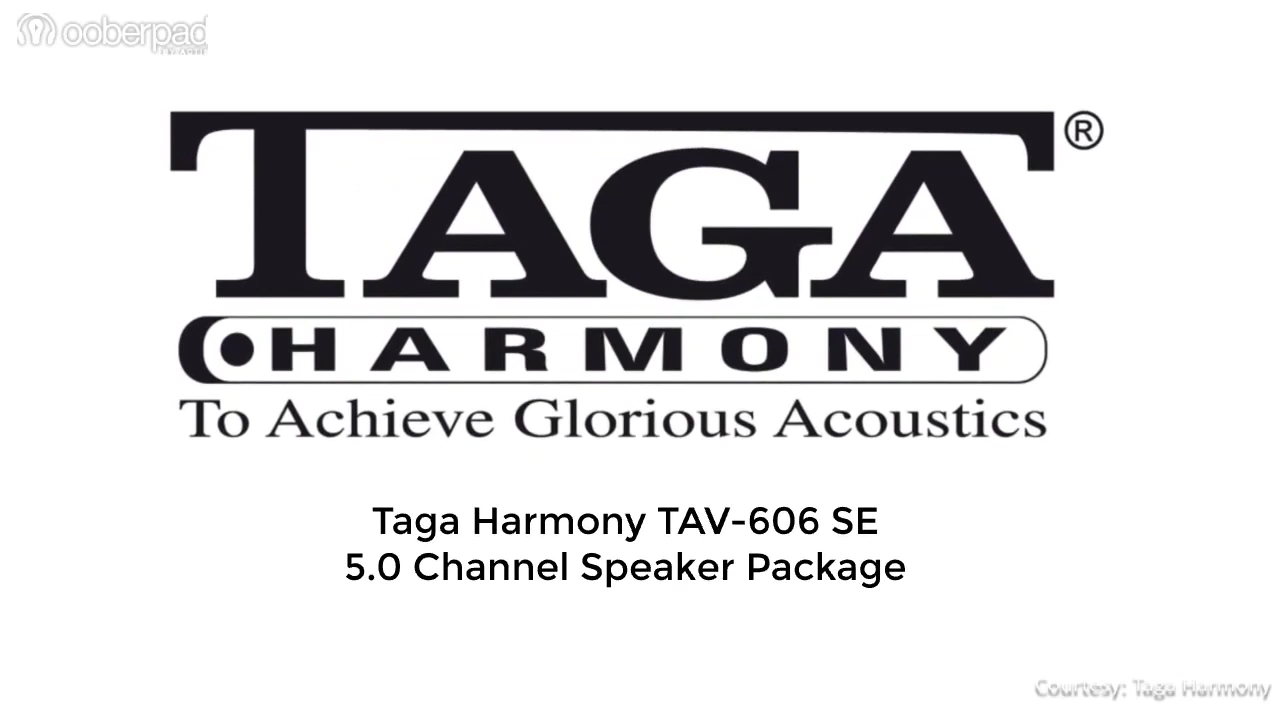 ooberpad
TAGA®
HARMONY
To Achieve Glorious Acoustics
Taga Harmony TAV-606 SE
5.0 Channel Speaker Package
Courtesy: Taga Harmony